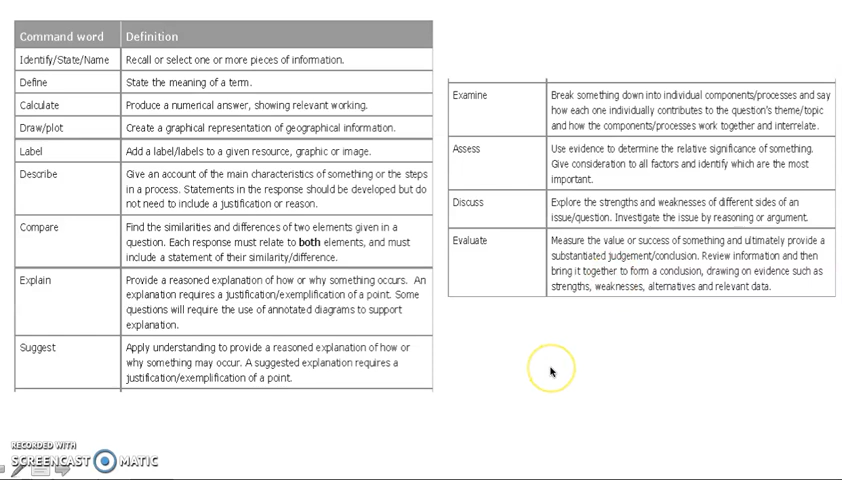 Command word Definition
Identify/State/Name Recall or select one or more pieces of information.
Define State the meaning of a term.
Calculate Produce a numerical answer, showing relevant working.
Draw/plot Create a graphical representation of geographical information.
Label Add a label/labels to a given resource, graphic or image.
Describe Give an account of the main characteristics of something or the steps
in a process. Statements in the response should be developed but do
not need to include a justification or reason.
Compare Find the similarities and differences of two elements given in a
question. Each response must relate to both elements, and must
include a statement of their similarity/difference.
Explain Provide a reasoned explanation of how or why something occurs. An
explanation requires a justification/exemplification of a point. Some
questions will require the use of annotated diagrams to support
explanation.
Suggest Apply understanding to provide a reasoned explanation of how or
why something may occur. A suggested explanation requires a
justification/exemplification of a point.
Examine Break something down into individual components/processes and say
how each one individually contributes to the question's theme/topic
and how the components/processes work together and interrelate.
Assess Use evidence to determine the relative significance of something.
Give consideration to all factors and identify which are the most
important.
Discuss Explore the strengths and weaknesses of different sides of an
issue/question. Investigate the issue by reasoning or argument.
Evaluate Measure the value or success of something and ultimately provide a
substantiated judgement/conclusion. Review information and then
bring it together to form a conclusion, drawing on evidence such as
strengths, weaknesses, alternatives and relevant data.
RECORDED WITH
SCREENCAST MATIC